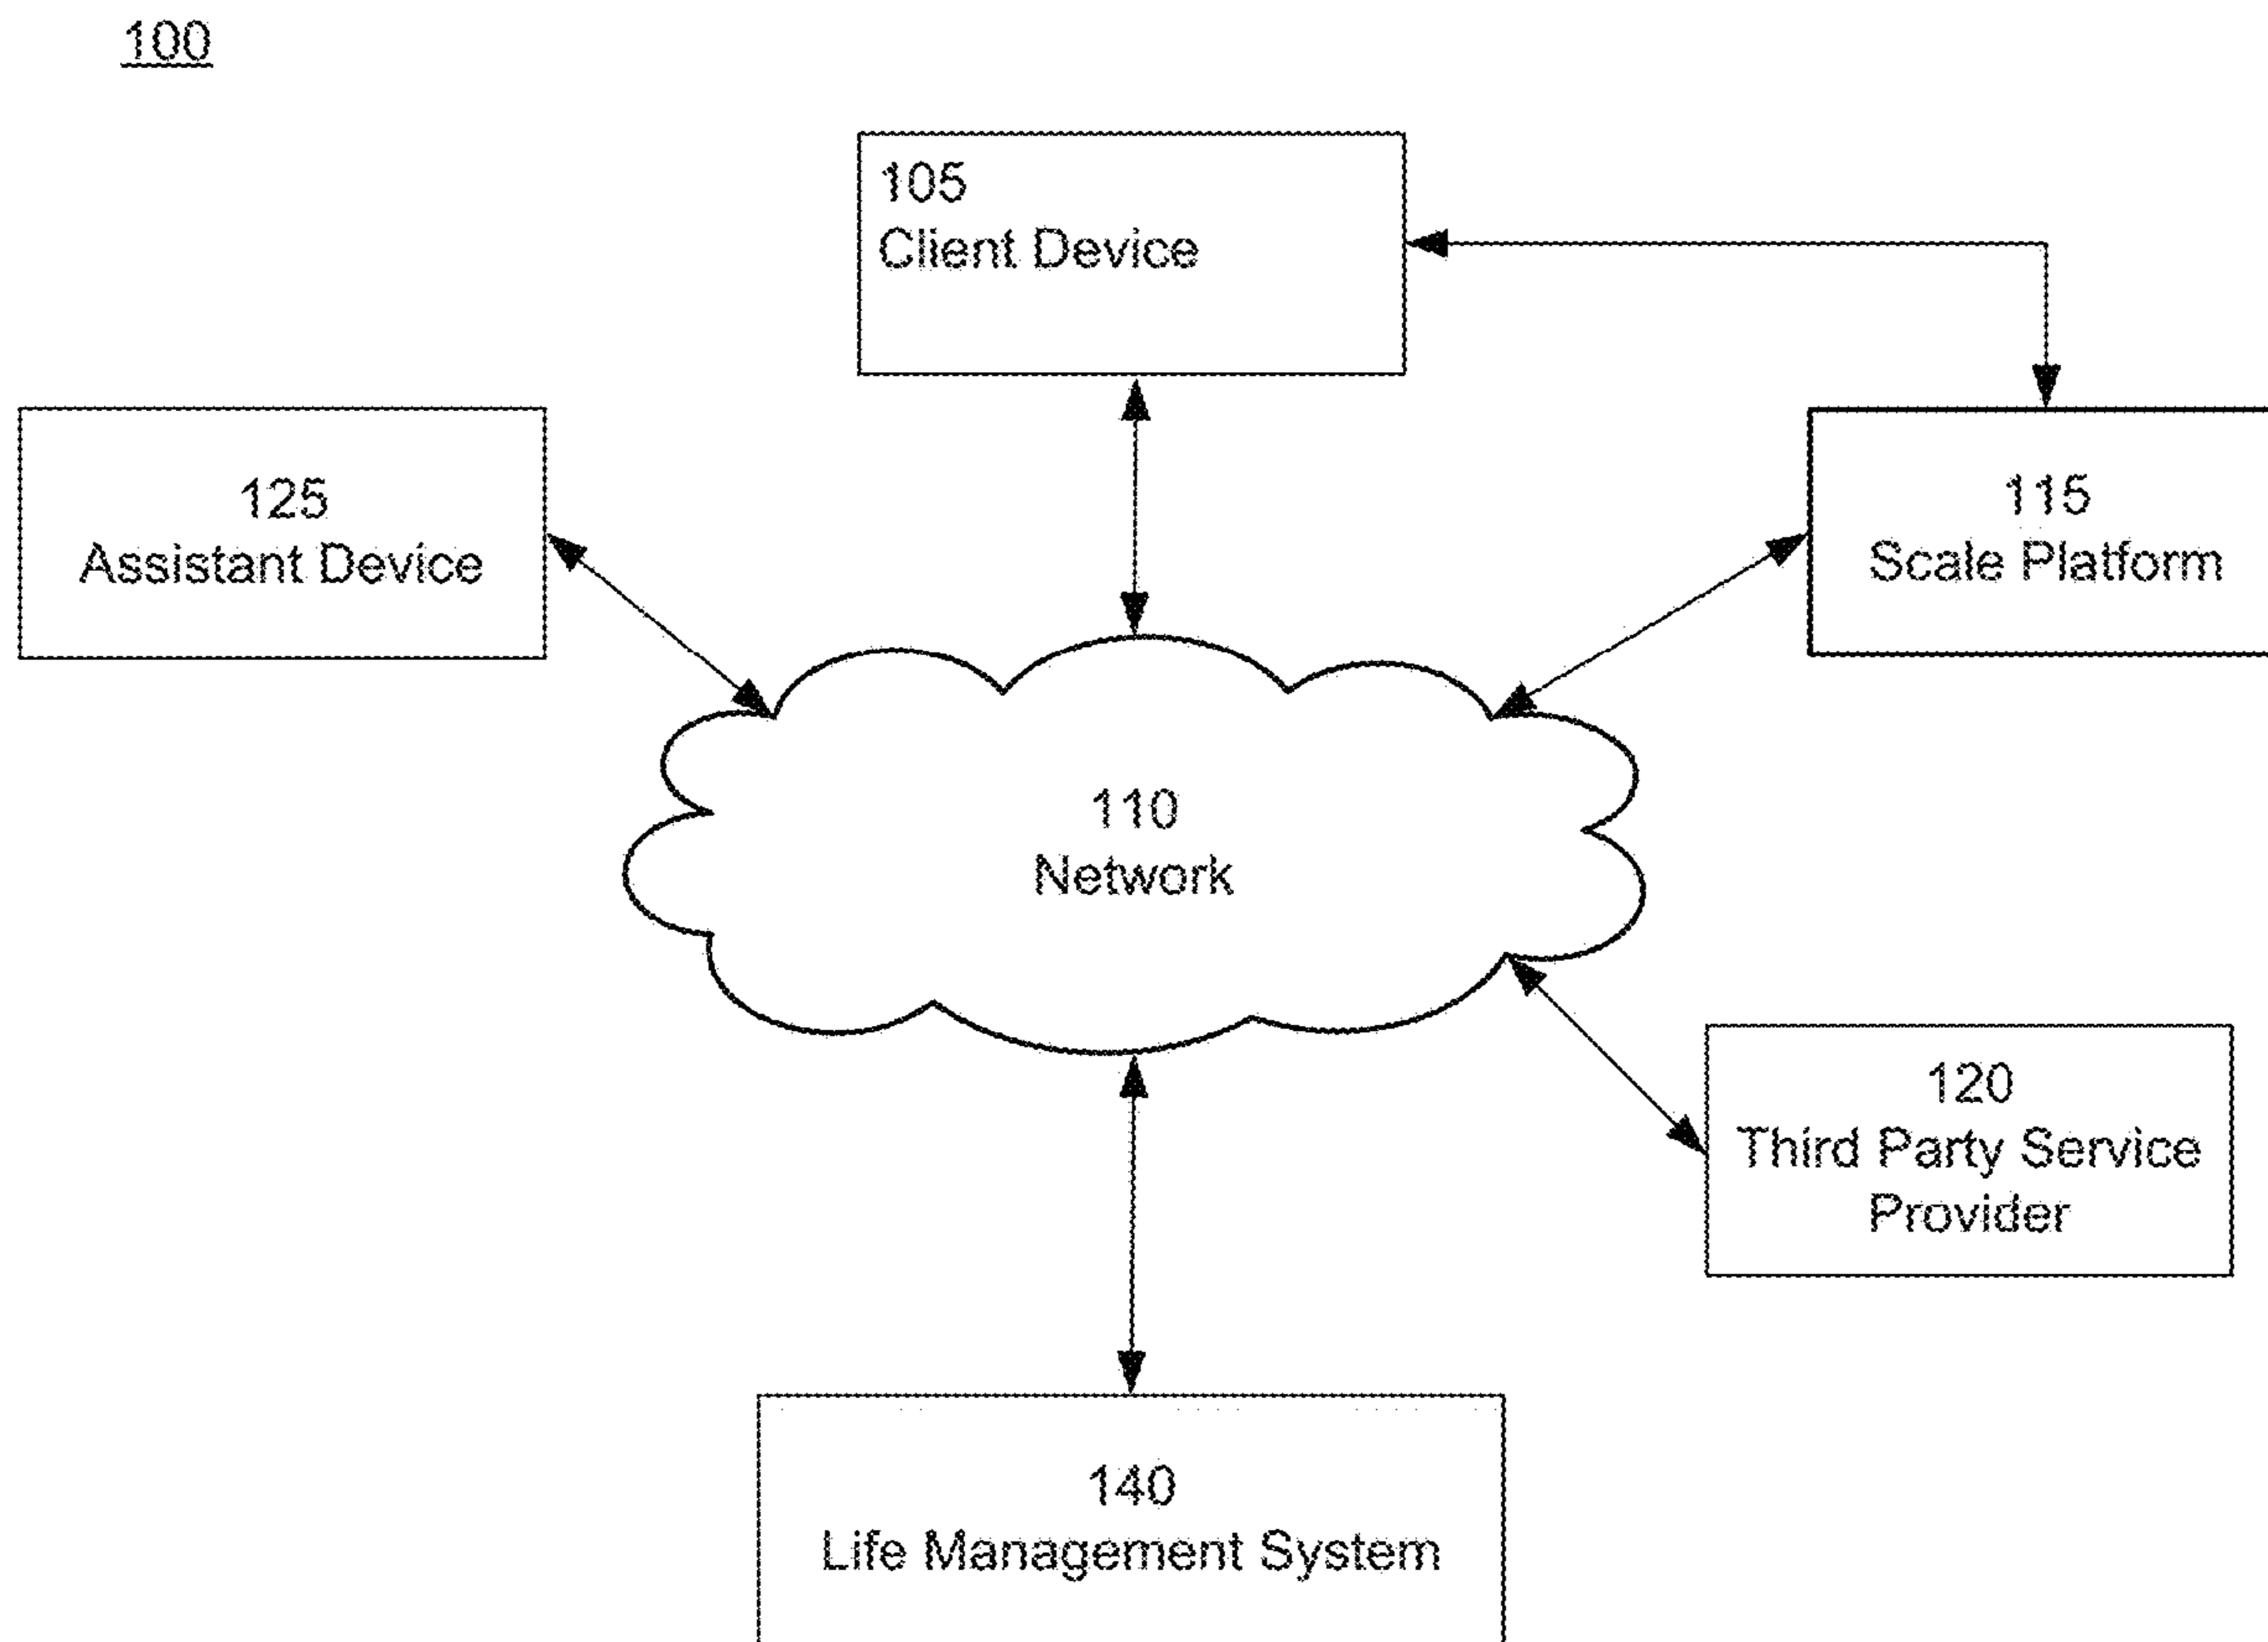 100
105
Client Device
125
Assistant Device
115
Scale Platform
110
Network
120
Third Party Service
Provider
140
Life Management System